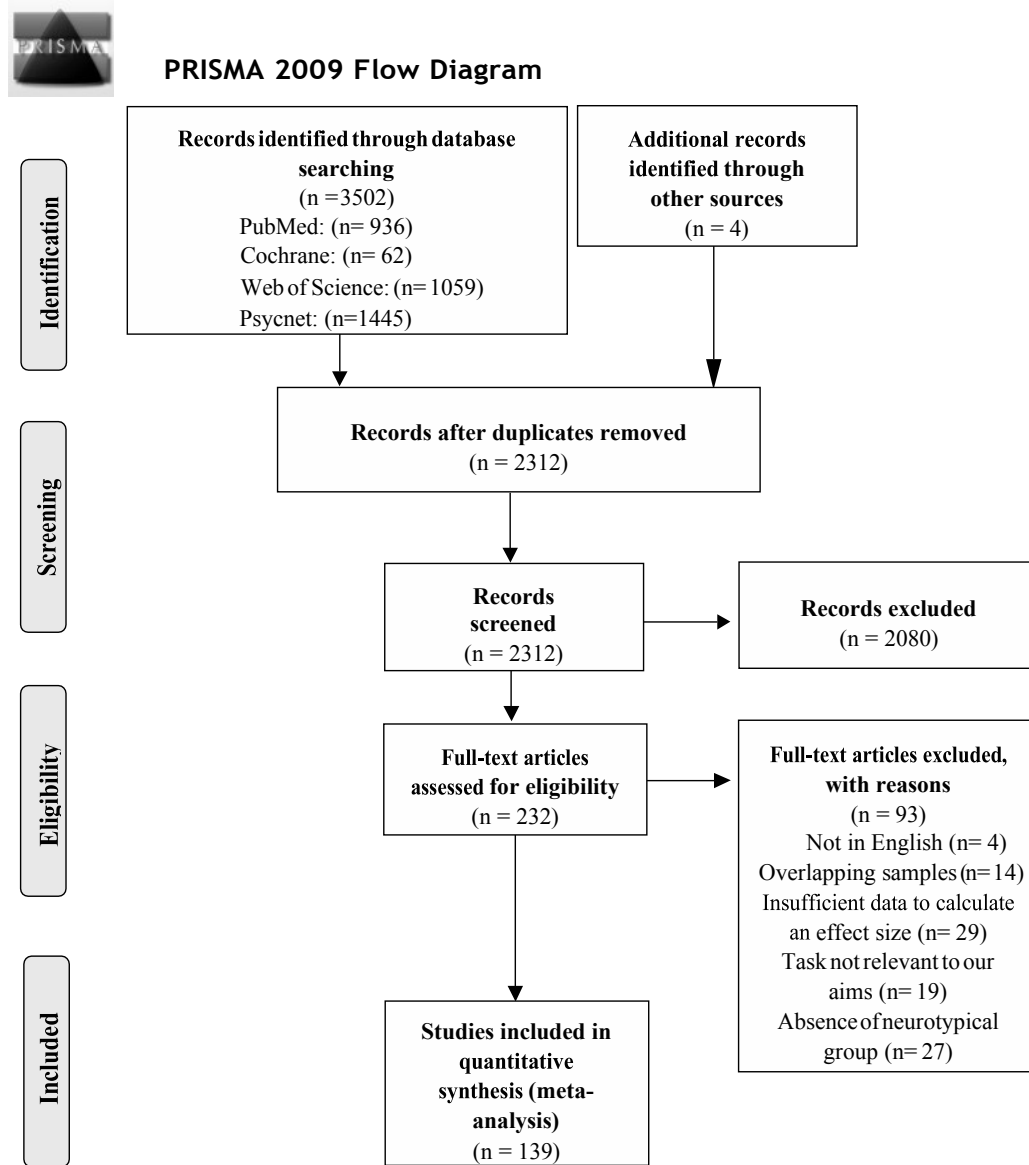 PRISMA
PRISMA 2009 Flow Diagram
Identification
Records identified through database
searching
(n =3502)
PubMed: (n= 936)
Cochrane: (n= 62)
Web of Science: (n=1059)
Psycnet: (n=1445)
Additional records
identified through
other sources
(n = 4)
Screening
Records after duplicates removed
(n = 2312)
Records
screened
(n = 2312)
Records excluded
(n = 2080)
Eligibility
Full-text articles
assessed for eligibility
(n = 232)
Full-text articles excluded,
with reasons
(n = 93)
Not in English (n= 4)
Overlapping samples (n=14)
Insufficient data to calculate
an effect size (n= 29)
Task not relevant to our
aims (n= 19)
Absence of neurotypical
group (n= 27)
Included
Studies included in
quantitative
synthesis (meta-
analysis)
(n = 139)